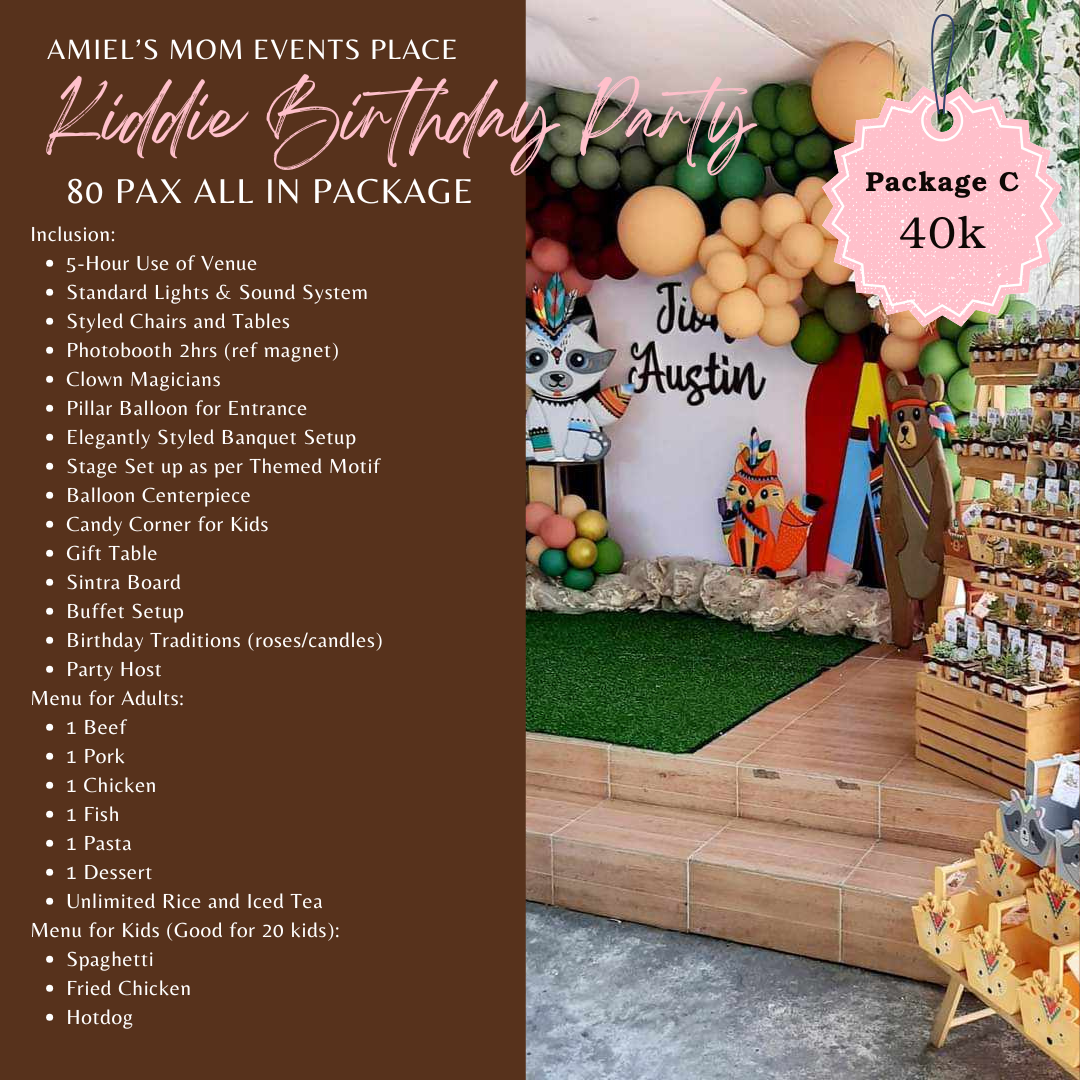 AMIEL'S MOM EVENTS PLACE
Kiddie Birthday Party
80 PAX ALL IN PACKAGE
Package C
40k
Inclusion:
• 5-Hour Use of Venue
• Standard Lights & Sound System
• Styled Chairs and Tables
• Photobooth 2hrs (ref magnet)
• Clown Magicians
• Pillar Balloon for Entrance
• Elegantly Styled Banquet Setup
• Stage Set up as per Themed Motif
• Balloon Centerpiece
• Candy Corner for Kids
• Gift Table
• Sintra Board
• Buffet Setup
• Birthday Traditions (roses/candles)
• Party Host
Menu for Adults:
• 1 Beef
• 1 Pork
• 1 Chicken
• 1 Fish
• 1 Pasta
• 1 Dessert
• Unlimited Rice and Iced Tea
Menu for Kids (Good for 20 kids):
• Spaghetti
• Fried Chicken
• Hotdog
Austin